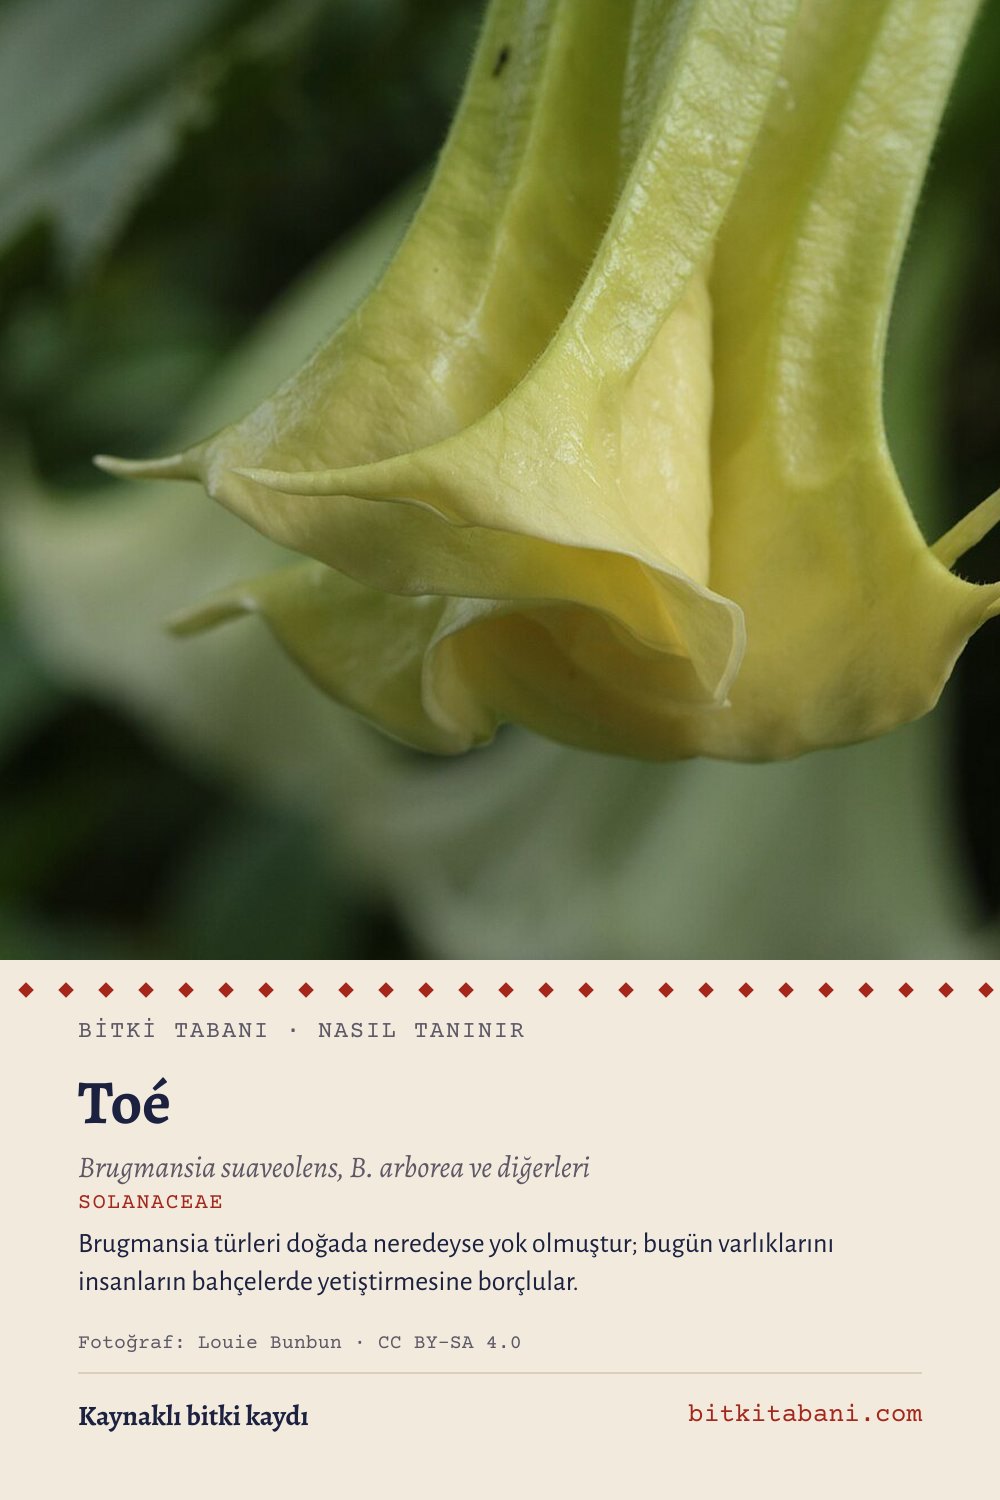 BİTKİ TABANI · NASIL TANINIR
Toé
Brugmansia suaveolens, B. arborea ve diğerleri
SOLANACEAE
Brugmansia türleri doğada neredeyse yok olmuştur; bugün varlıklarını
insanların bahçelerde yetiştirmesine borçlular.
Fotoğraf: Louie Bunbun · CC BY-SA 4.0
Kaynaklı bitki kaydı
bitkitabani.com